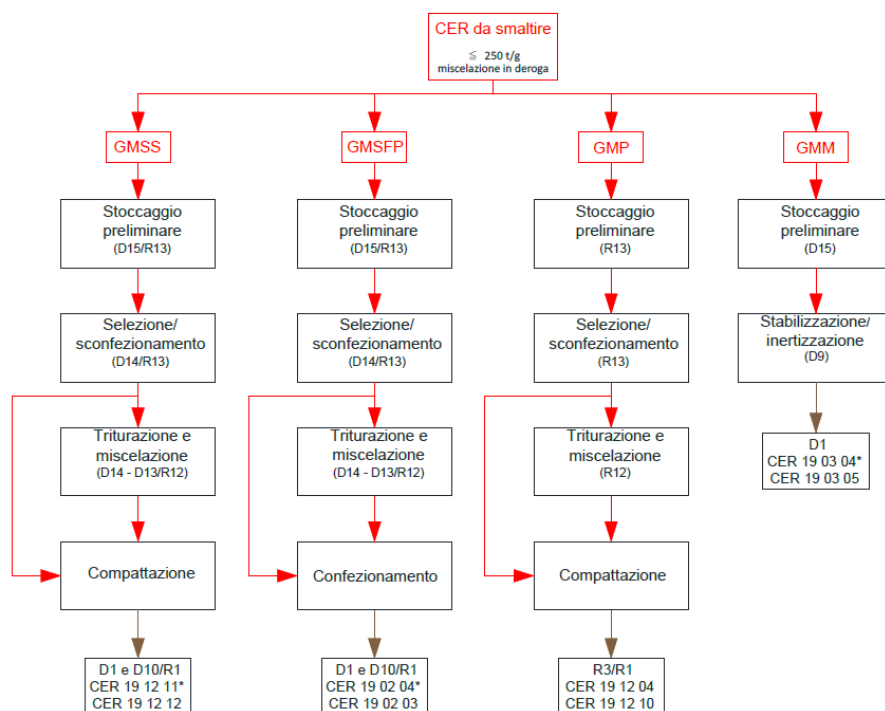 CER da smaltire
≦ 250 t/g
miscelazione in deroga
GMSS
GMSFP
GMP
GMM
Stoccaggio
preliminare
(D15/R13)
Stoccaggio
preliminare
(D15/R13)
Stoccaggio
preliminare
(R13)
Stoccaggio
preliminare
(D15)
Selezione/
sconfezionamento
(D14/R13)
Selezione/
sconfezionamento
(D14/R13)
Selezione/
sconfezionamento
(R13)
Stabilizzazione/
inertizzazione
(D9)
Triturazione e
miscelazione
(D14 - D13/R12)
Triturazione e
miscelazione
(D14 - D13/R12)
Triturazione e
miscelazione
(R12)
D1
CER 19 03 04*
CER 19 03 05
Compattazione
Confezionamento
Compattazione
D1 e D10/R1
CER 19 12 11*
CER 19 12 12
D1 e D10/R1
CER 19 02 04*
CER 19 02 03
R3/R1
CER 19 12 04
CER 19 12 10